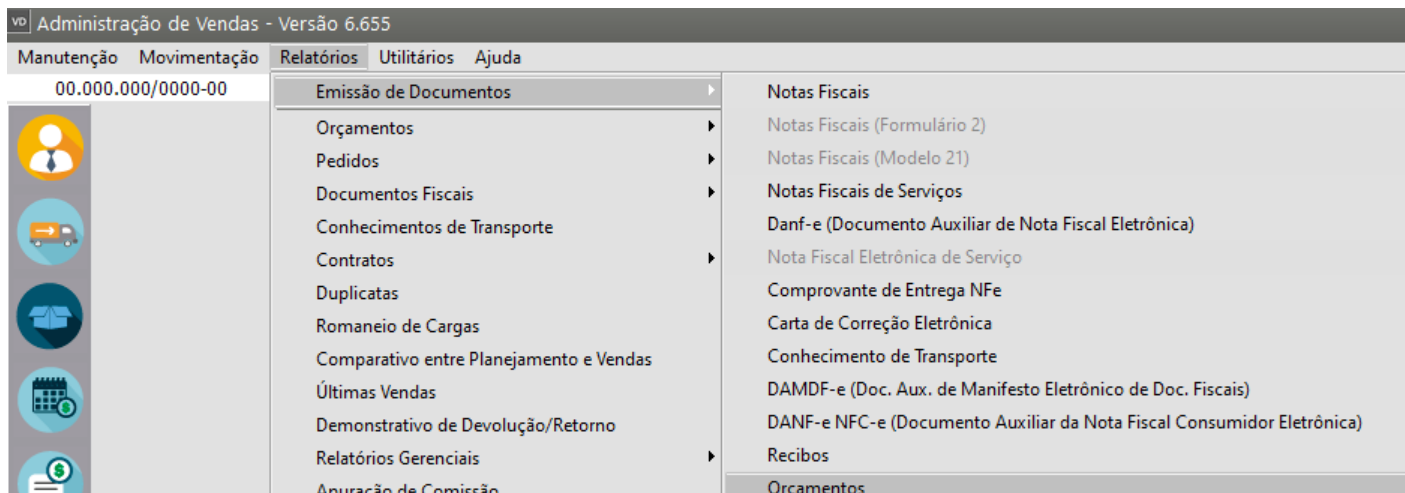 VD Administração de Vendas - Versão 6.655
Manutenção Movimentação Relatórios Utilitários Ajuda
00.000.000/0000-00
Emissão de Documentos
Orçamentos
Pedidos
Documentos Fiscais
Conhecimentos de Transporte
Contratos
Duplicatas
Romaneio de Cargas
Comparativo entre Planejamento e Vendas
Últimas Vendas
Demonstrativo de Devolução/Retorno
Relatórios Gerenciais
Apuração de Comissão
Notas Fiscais
Notas Fiscais (Formulário 2)
Notas Fiscais (Modelo 21)
Notas Fiscais de Serviços
Danf-e (Documento Auxiliar de Nota Fiscal Eletrônica)
Nota Fiscal Eletrônica de Serviço
Comprovante de Entrega NFe
Carta de Correção Eletrônica
Conhecimento de Transporte
DAMDF-e (Doc. Aux. de Manifesto Eletrônico de Doc. Fiscais)
DANF-e NFC-e (Documento Auxiliar da Nota Fiscal Consumidor Eletrônica)
Recibos
Orçamentos